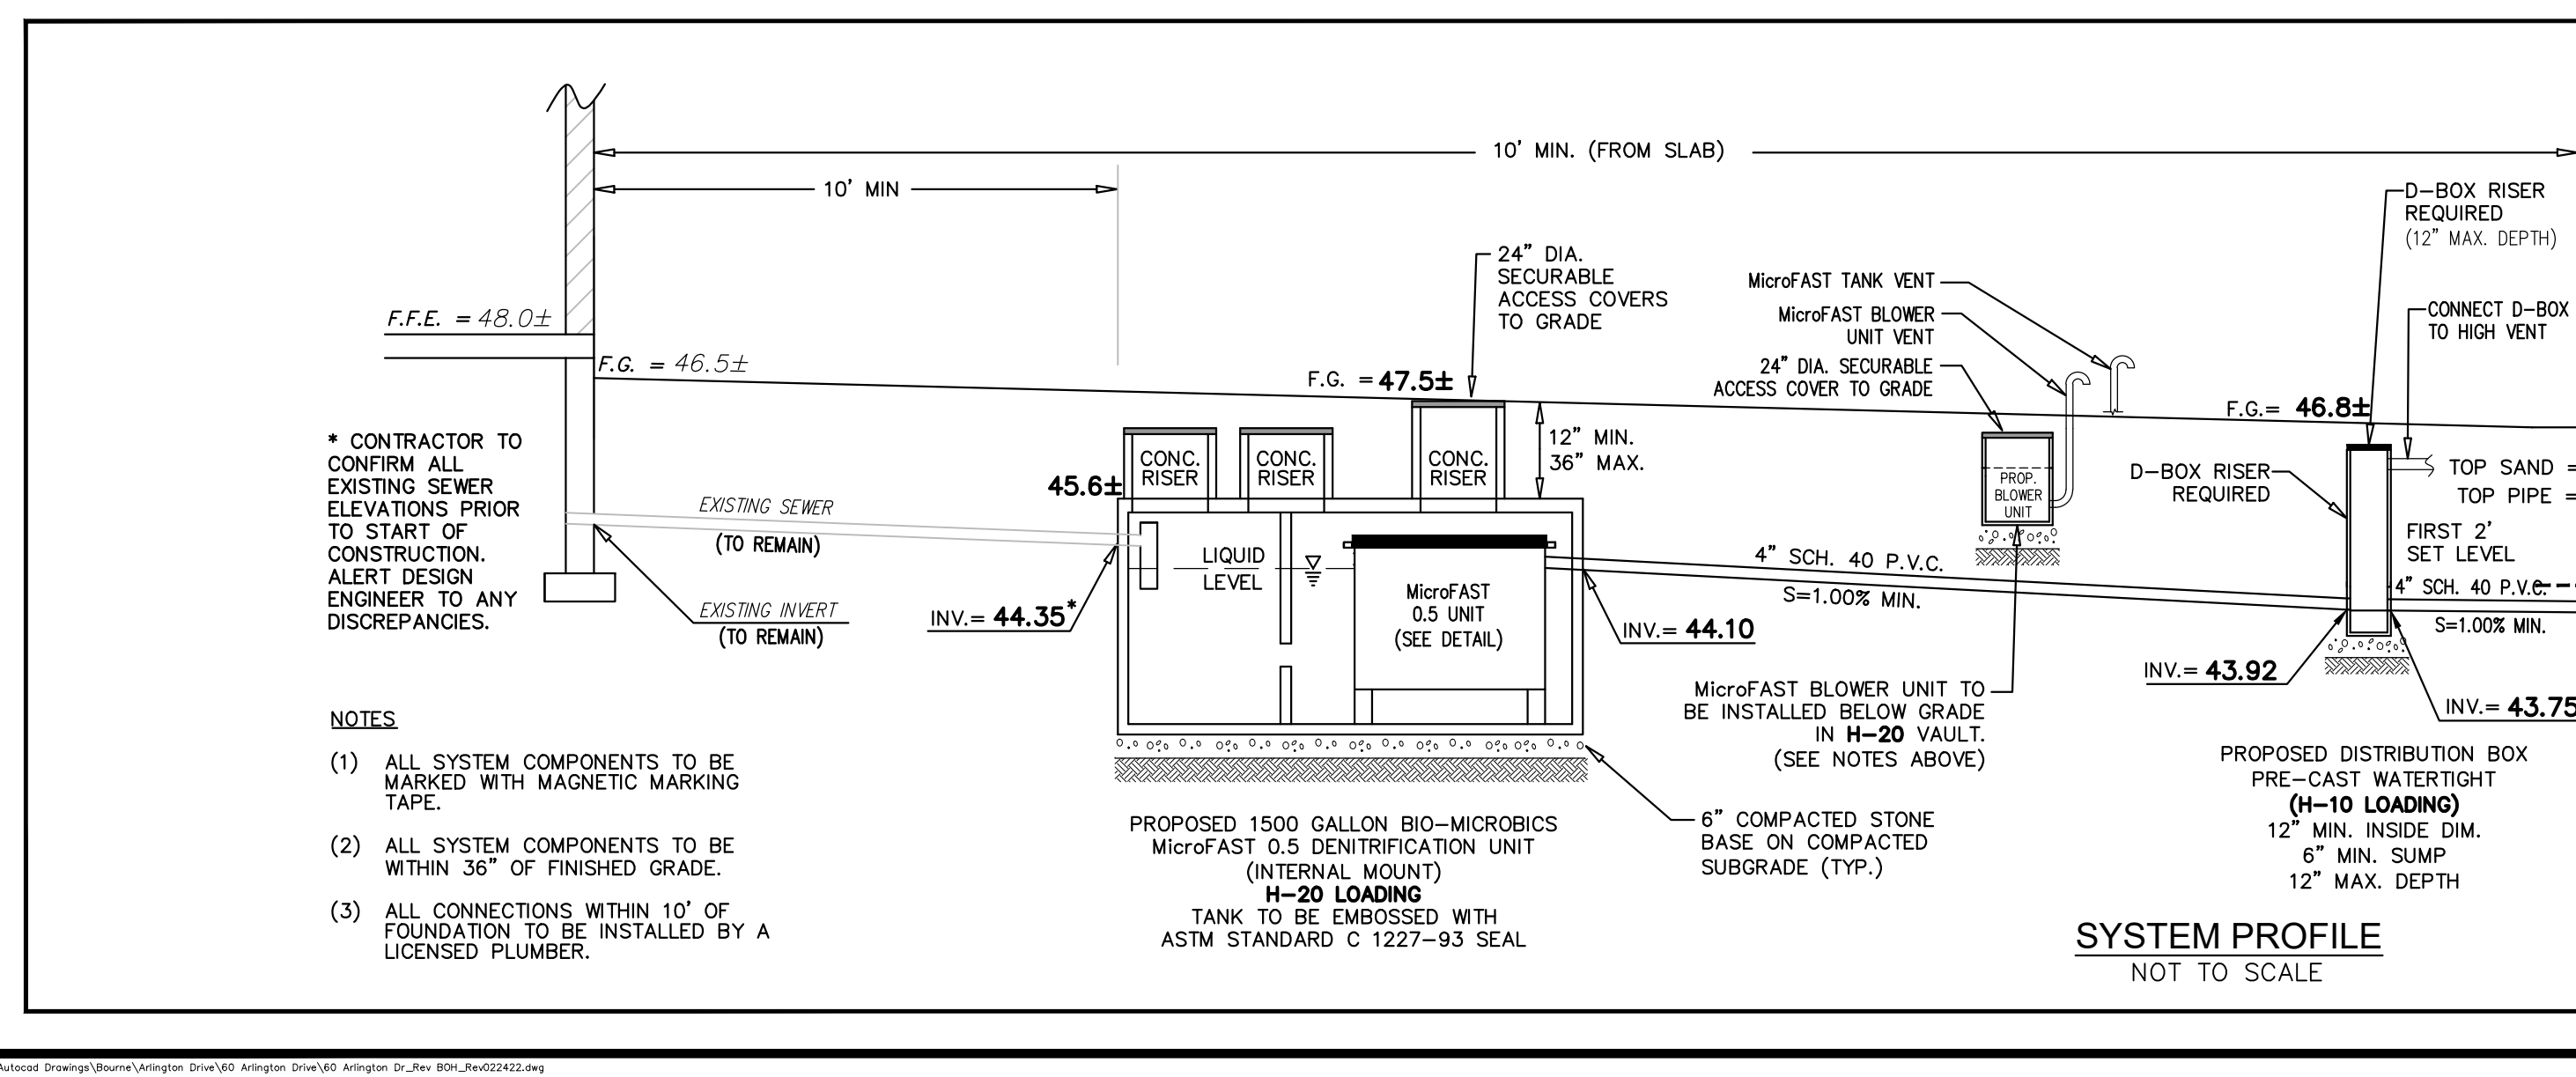 10' MIN. (FROM SLAB)
10' MIN
D-BOX RISER
REQUIRED
(12" MAX. DEPTH)
24" DIA.
SECURABLE
ACCESS COVERS
TO GRADE
MicroFAST TANK VENT
MicroFAST BLOWER
UNIT VENT
24" DIA. SECURABLE
ACCESS COVER TO GRADE
CONNECT D-BOX
TO HIGH VENT
F.F.E. = 48.0±
F.G. = 46.5±
F.G. = 47.5±
F.G.= 46.8±
* CONTRACTOR TO
CONFIRM ALL
EXISTING SEWER
ELEVATIONS PRIOR
TO START OF
CONSTRUCTION.
ALERT DESIGN
ENGINEER TO ANY
DISCREPANCIES.
45.6±
CONC.
RISER
CONC.
RISER
CONC.
RISER
12" MIN.
36" MAX.
PROP.
BLOWER
UNIT
D-BOX RISER
REQUIRED
TOP SAND =
TOP PIPE =
FIRST 2'
SET LEVEL
EXISTING SEWER
(TO REMAIN)
LIQUID
LEVEL
MicroFAST
0.5 UNIT
(SEE DETAIL)
4" SCH. 40 P.V.C.
S=1.00% MIN.
4" SCH. 40 P.V.C.
S=1.00% MIN.
EXISTING INVERT
(TO REMAIN)
INV.= 44.35*
INV.= 44.10
INV.= 43.92
INV.= 43.75
MicroFAST BLOWER UNIT TO
BE INSTALLED BELOW GRADE
IN H-20 VAULT.
(SEE NOTES ABOVE)
NOTES
(1) ALL SYSTEM COMPONENTS TO BE
MARKED WITH MAGNETIC MARKING
TAPE.
(2) ALL SYSTEM COMPONENTS TO BE
WITHIN 36" OF FINISHED GRADE.
(3) ALL CONNECTIONS WITHIN 10' OF
FOUNDATION TO BE INSTALLED BY A
LICENSED PLUMBER.
PROPOSED 1500 GALLON BIO-MICROBICS
MicroFAST 0.5 DENITRIFICATION UNIT
(INTERNAL MOUNT)
H-20 LOADING
TANK TO BE EMBOSSED WITH
ASTM STANDARD C 1227-93 SEAL
6" COMPACTED STONE
BASE ON COMPACTED
SUBGRADE (TYP.)
PROPOSED DISTRIBUTION BOX
PRE-CAST WATERTIGHT
(H-10 LOADING)
12" MIN. INSIDE DIM.
6" MIN. SUMP
12" MAX. DEPTH
SYSTEM PROFILE
NOT TO SCALE
Autocad Drawings\Bourne\Arlington Drive\60 Arlington Drive\60 Arlington Dr_Rev BOH_Rev022422.dwg